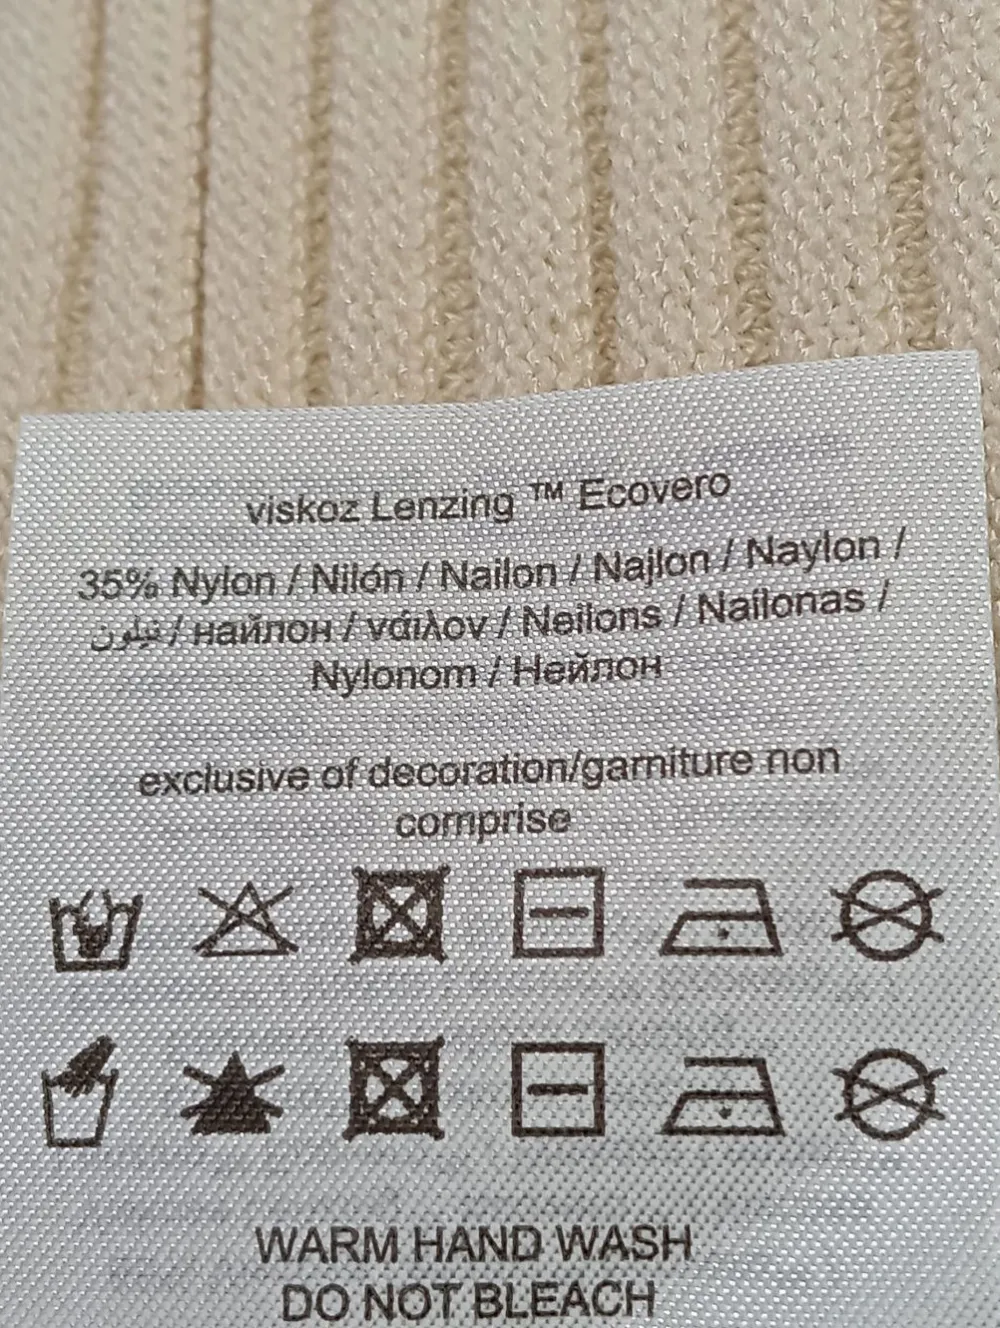 viskoz Lenzing ™ Ecovero
35% Nylon / Nilón / Nailon / Najlon / Naylon /
نيلون / найлон / νάιλον / Neilons / Nailonas /
Nylonom / Нейлон
exclusive of decoration/garniture non
comprise
WARM HAND WASH
DO NOT BLEACH